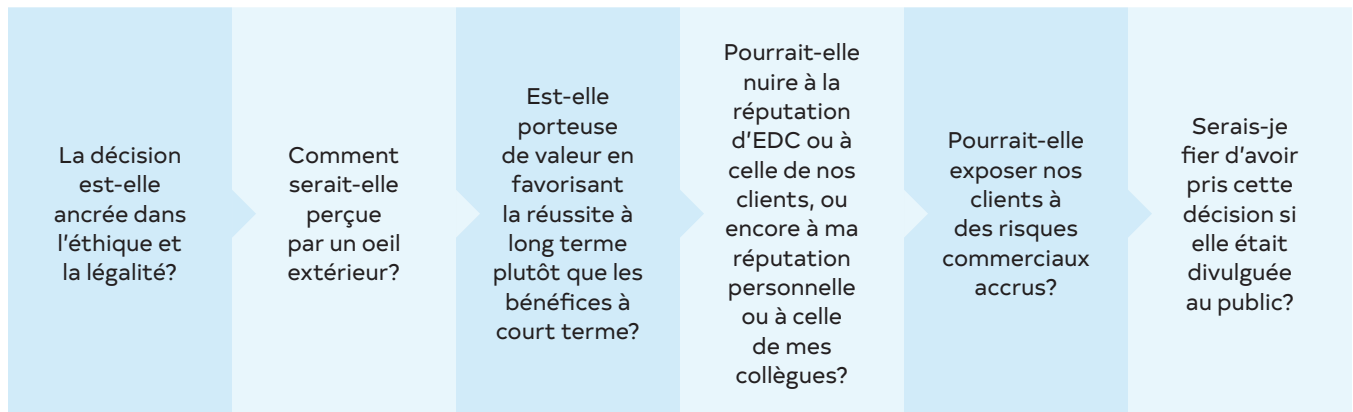 La décision
est-elle
ancrée dans
l'éthique et
la légalité?
Comment
serait-elle
perçue
par un oeil
extérieur?
Est-elle
porteuse
de valeur en
favorisant
la réussite à
long terme
plutôt que les
bénéfices à
court terme?
Pourrait-elle
nuire à la
réputation
d'EDC ou à
celle de nos
clients, ou
encore à ma
réputation
personnelle
ou à celle
de mes
collègues?
Pourrait-elle
exposer nos
clients à
des risques
commerciaux
accrus?
Serais-je
fier d'avoir
pris cette
décision si
elle était
divulguée
au public?